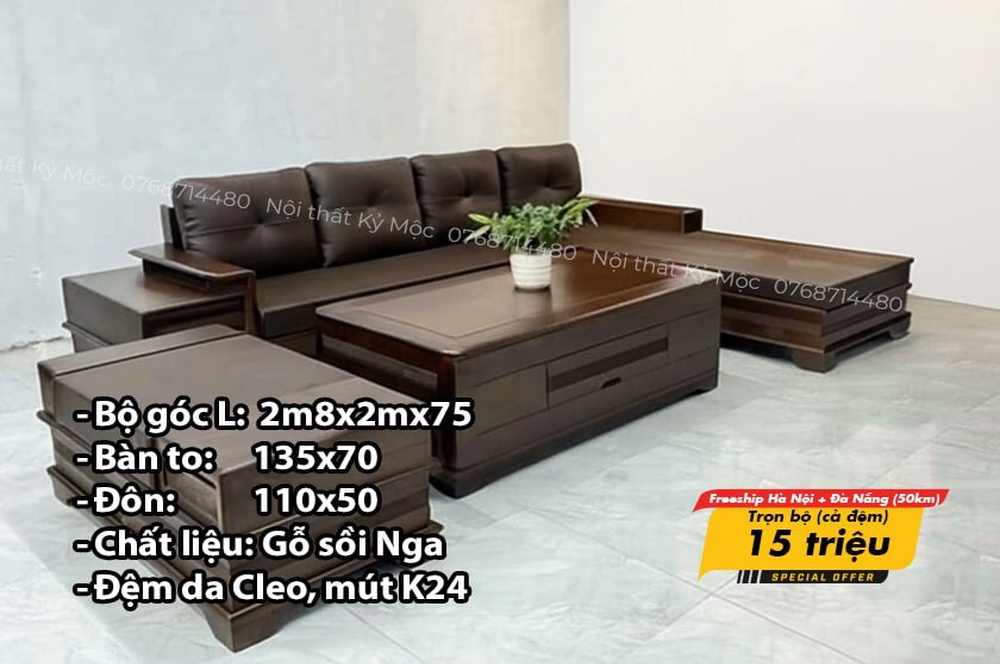 ất Kỷ Mộc 0768714480 Nội thất Kỷ Mộc 0768714480 Nội thất Kỷ Mộc 0768714480
- Bộ góc L: 2m8x2mx75
- Bàn to: 135x70
- Đôn: 110x50
- Chất liệu: Gỗ sồi Nga
- Đệm da Cleo, mút K24
Freeship Hà Nội + Đà Nẵng (50km)
Trọn bộ (cả đệm)
15 triệu
SPECIAL OFFER